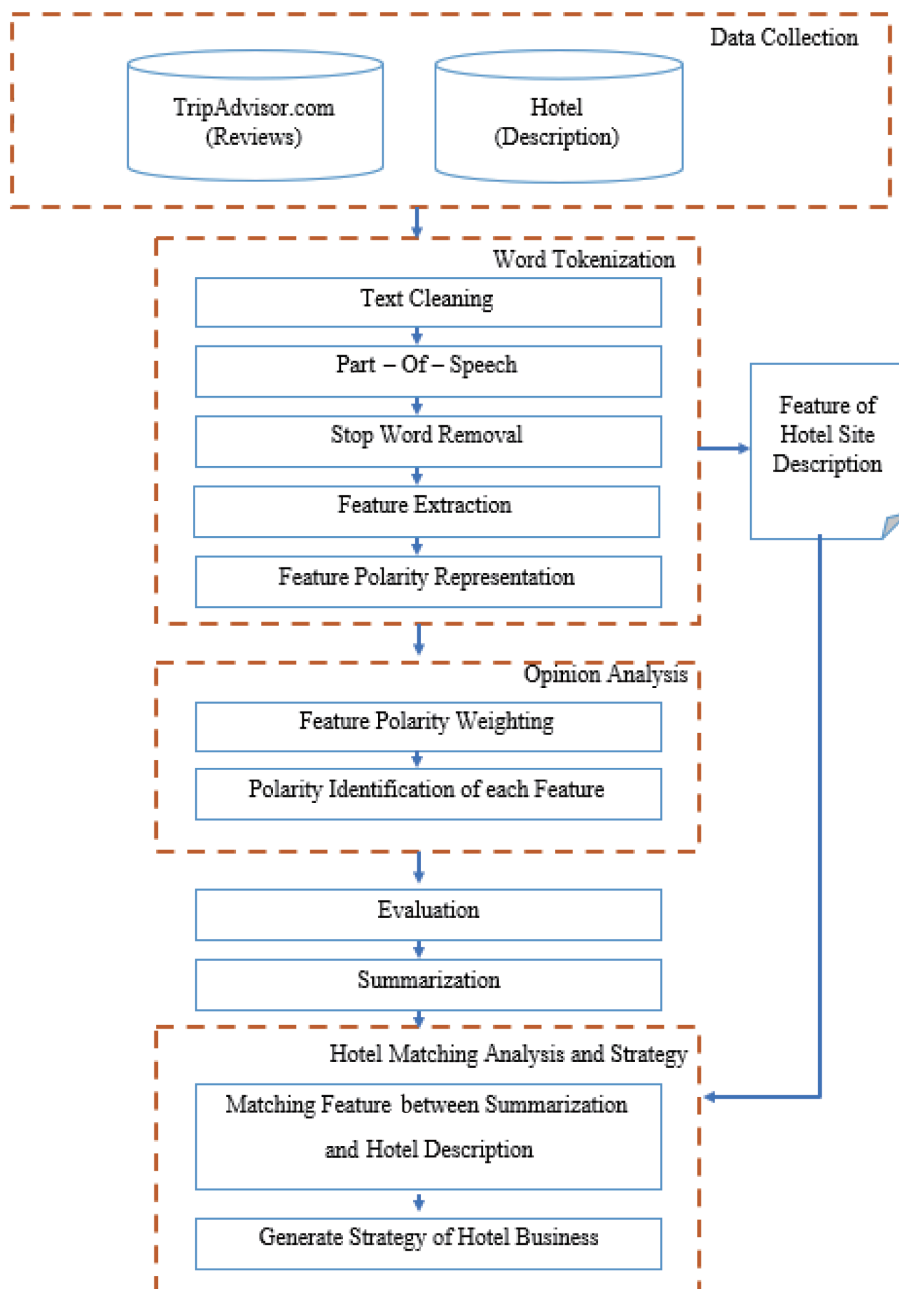 Data Collection
TripAdvisor.com
(Reviews)
Hotel
(Description)
Word Tokenization
Text Cleaning
Part – Of – Speech
Stop Word Removal
Feature Extraction
Feature Polarity Representation
Feature of
Hotel Site
Description
Opinion Analysis
Feature Polarity Weighting
Polarity Identification of each Feature
Evaluation
Summarization
Hotel Matching Analysis and Strategy
Matching Feature between Summarization
and Hotel Description
Generate Strategy of Hotel Business